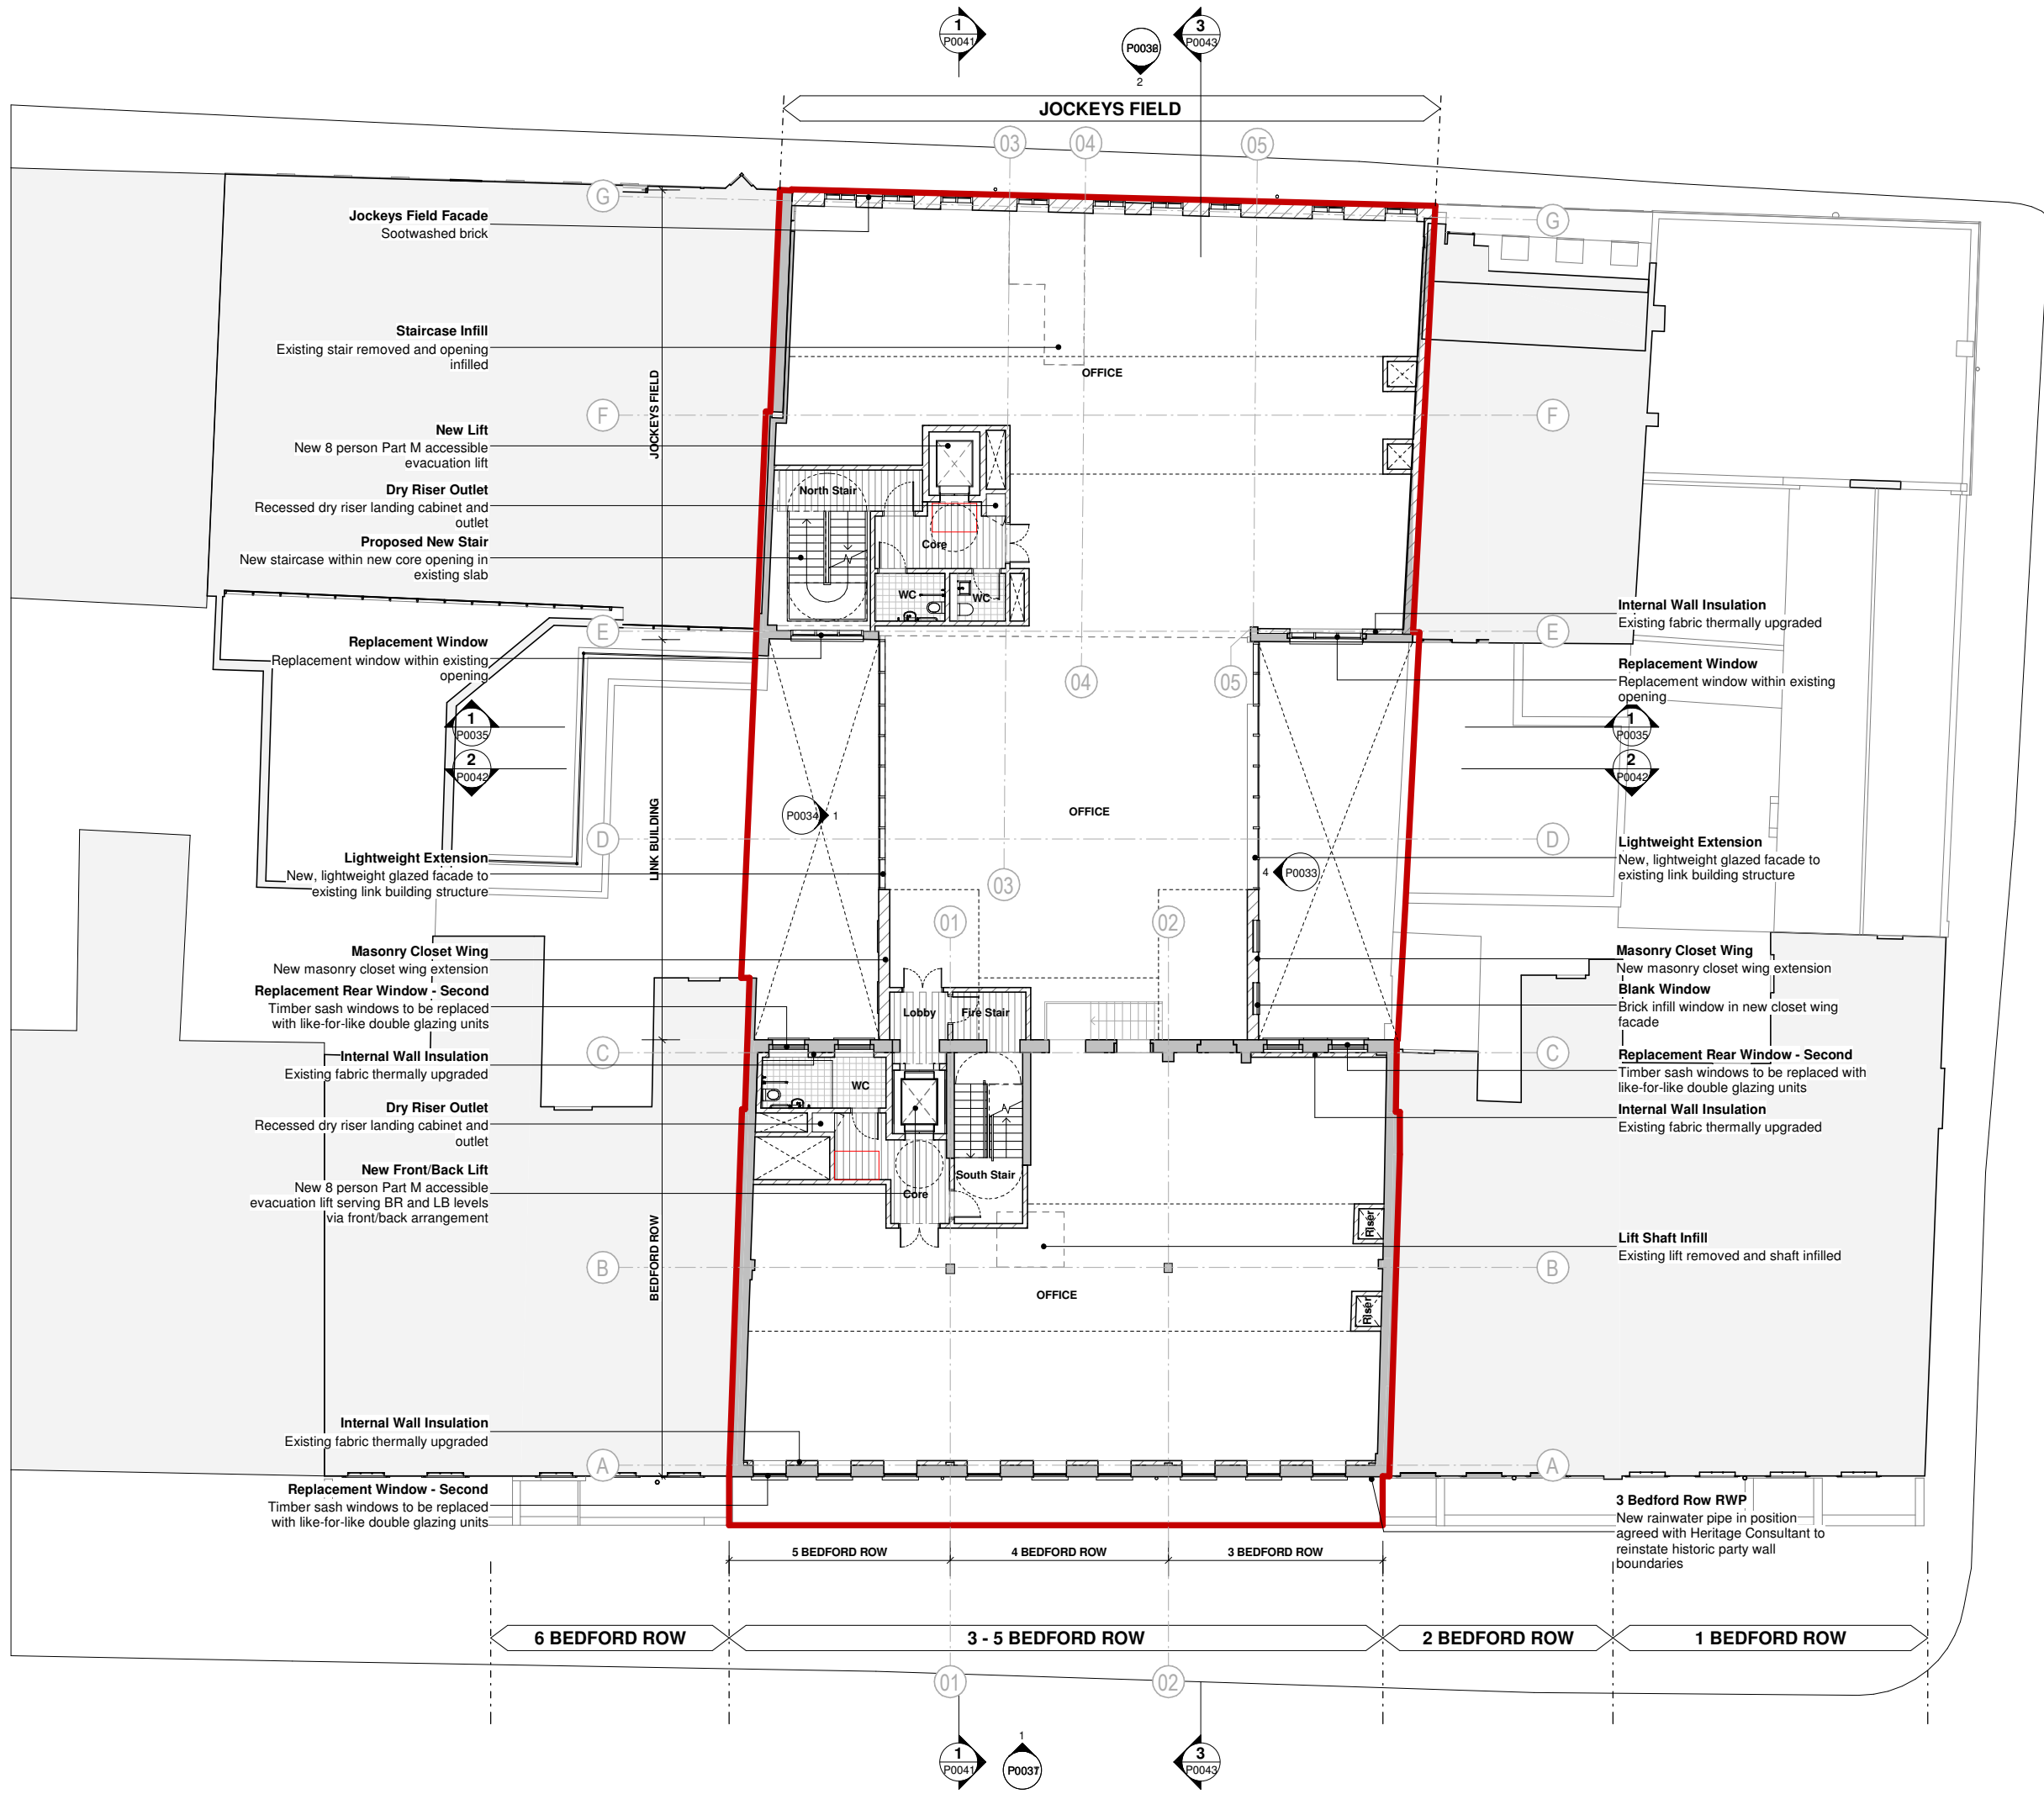 1
P0041
2
3
P0043
JOCKEYS FIELD
03
04
05
G
G
Jockeys Field Facade
Sootwashed brick
Staircase Infill
Existing stair removed and opening
infilled
OFFICE
JOCKEYS FIELD
F
F
New Lift
New 8 person Part M accessible
evacuation lift
Dry Riser Outlet
Recessed dry riser landing cabinet and
outlet
Proposed New Stair
New staircase within new core opening in
existing slab
North Stair
Core
WC
WC
E
E
Internal Wall Insulation
Existing fabric thermally upgraded
Replacement Window
Replacement window within existing
opening
Replacement Window
Replacement window within existing
opening
04
05
1
P0035
2
P0042
1
P0035
2
P0042
P0034
1
OFFICE
LINK BUILDING
D
D
Lightweight Extension
New, lightweight glazed facade to
existing link building structure
Lightweight Extension
New, lightweight glazed facade to
existing link building structure
4
P0033
03
01
02
Masonry Closet Wing
New masonry closet wing extension
Replacement Rear Window - Second
Timber sash windows to be replaced
with like-for-like double glazing units
Masonry Closet Wing
New masonry closet wing extension
Blank Window
Brick infill window in new closet wing
facade
Lobby
Fire Stair
C
C
Internal Wall Insulation
Existing fabric thermally upgraded
Replacement Rear Window - Second
Timber sash windows to be replaced with
like-for-like double glazing units
WC
Dry Riser Outlet
Recessed dry riser landing cabinet and
outlet
Internal Wall Insulation
Existing fabric thermally upgraded
New Front/Back Lift
New 8 person Part M accessible
evacuation lift serving BR and LB levels
via front/back arrangement
South Stair
Core
Riser
Lift Shaft Infill
Existing lift removed and shaft infilled
BEDFORD ROW
B
B
OFFICE
Riser
Internal Wall Insulation
Existing fabric thermally upgraded
A
A
Replacement Window - Second
Timber sash windows to be replaced
with like-for-like double glazing units
3 Bedford Row RWP
New rainwater pipe in position
agreed with Heritage Consultant to
reinstate historic party wall
boundaries
5 BEDFORD ROW
4 BEDFORD ROW
3 BEDFORD ROW
6 BEDFORD ROW
3 - 5 BEDFORD ROW
2 BEDFORD ROW
1 BEDFORD ROW
01
02
1
P0041
1
3
P0043